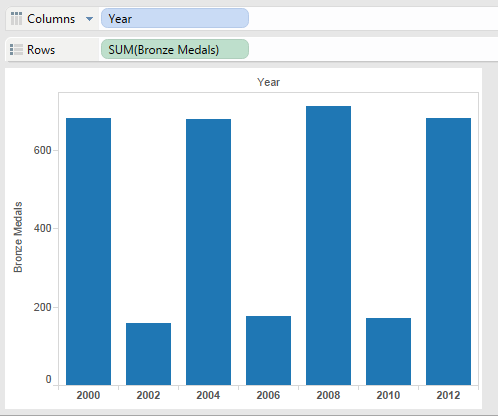 Columns Year
Rows SUM(Bronze Medals)
Year
Bronze Medals
600
400
200
0
2000 2002 2004 2006 2008 2010 2012